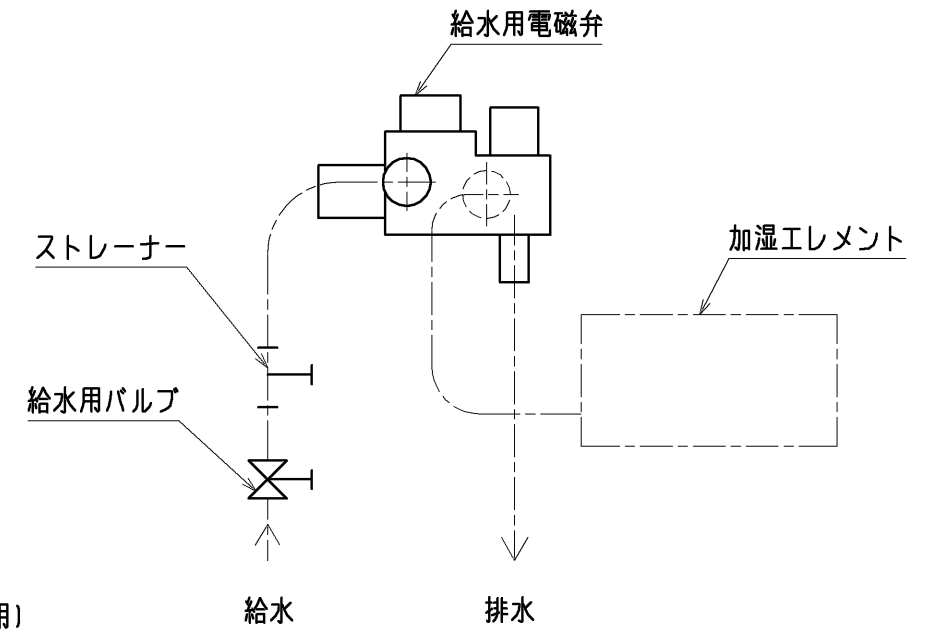 給水用電磁弁
ストレーナー
加湿エレメント
給水用バルブ
給水
排水
用)